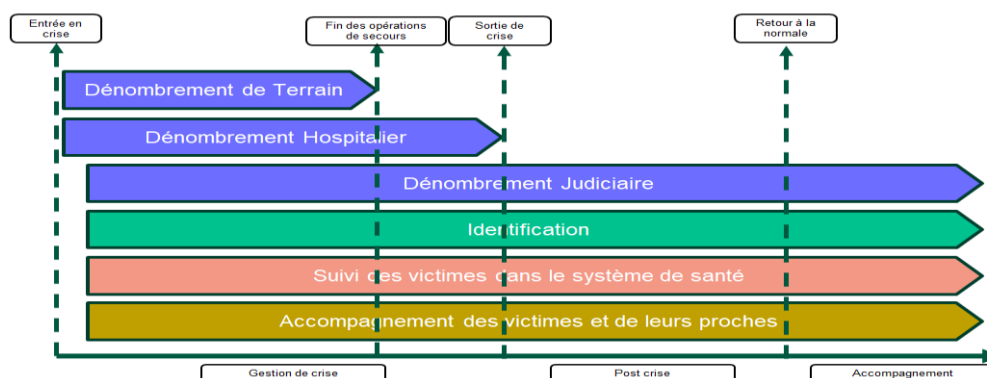 Entrée en
crise
Fin des opérations
de secours
Sortie de
crise
Retour à la
normale
Dénombrement de Terrain
Dénombrement Hospitalier
Dénombrement Judiciaire
Identification
Suivi des victimes dans le système de santé
Accompagnement des victimes et de leurs proches
Gestion de crise
Post crise
Accompagnement